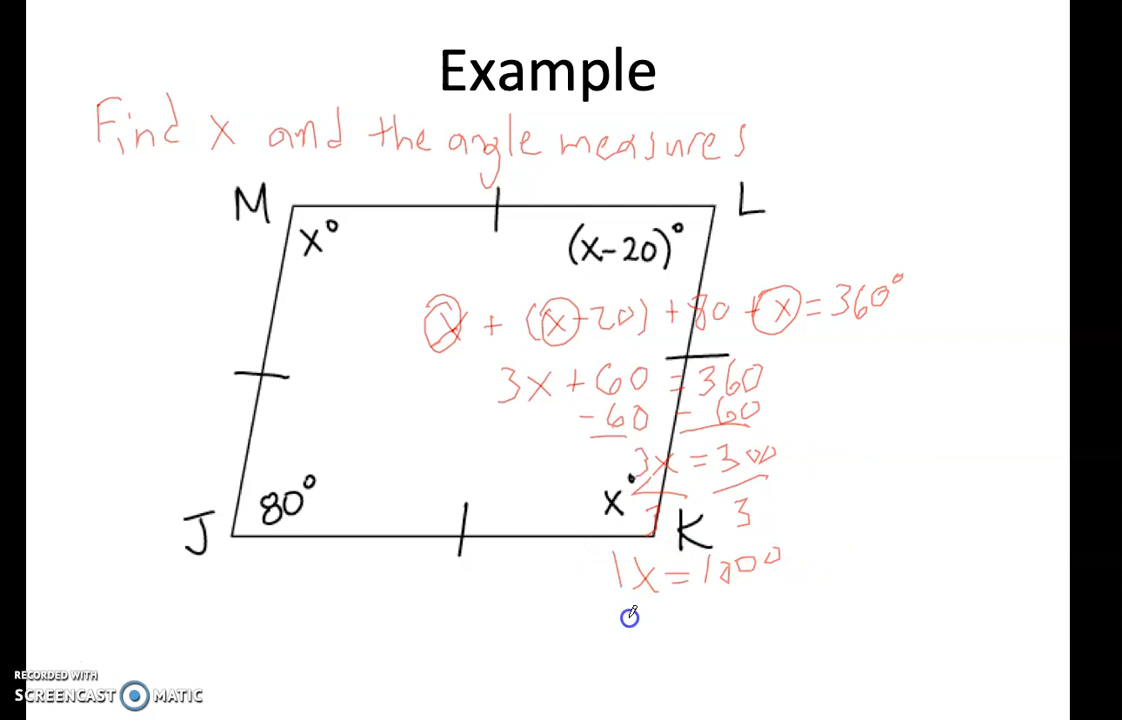 Example
Find x and the angle measures
M
L
x°
(x-20)°
x + (x-20) + 80 + x = 360°
3x + 60 = 360
-60 - 60
3x = 300
3 3
80°
x°
J
K
1x = 100°
RECORDED WITH
SCREENCAST MATIC